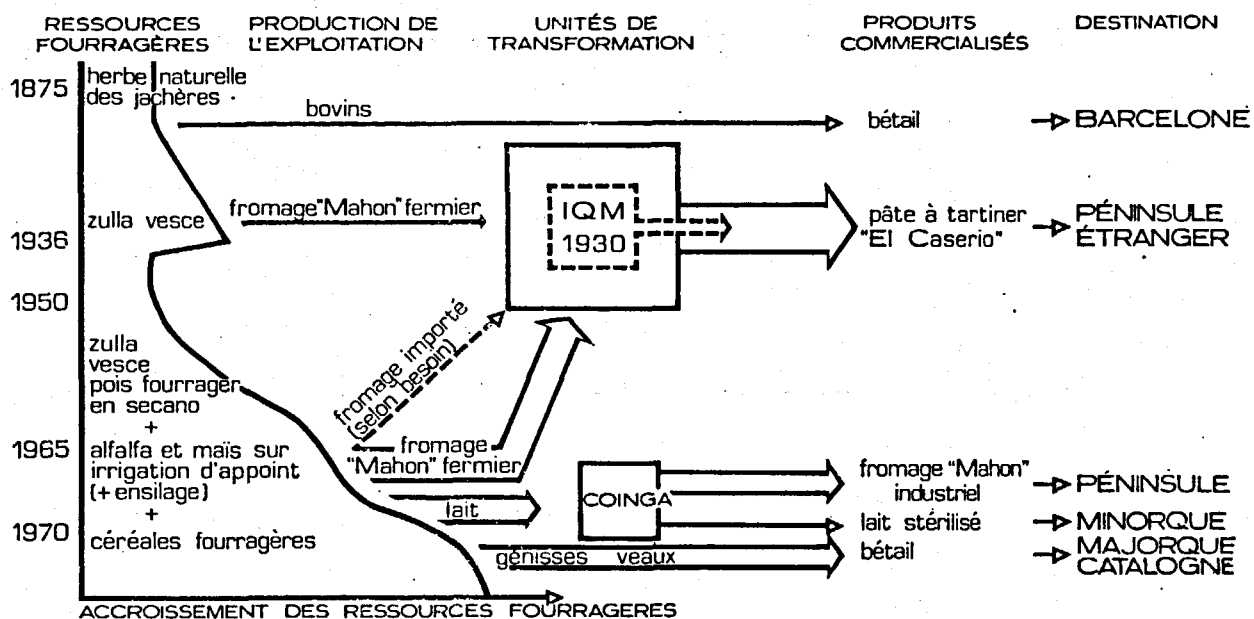 RESSOURCES FOURRAGÈRES
PRODUCTION DE L'EXPLOITATION
UNITÉS DE TRANSFORMATION
PRODUITS COMMERCIALISÉS
DESTINATION
1875
herbe naturelle
des jachères
bovins
bétail
BARCELONE
1936
zulla vesce
fromage "Mahon" fermier
IQM
1930
pâte à tartiner
"El Caserio"
PÉNINSULE
ÉTRANGER
1950
zulla
vesce
pois fourrager
en secano
+
fromage importé
(selon besoin)
1965
alfalfa et maïs sur
irrigation d'appoint
(+ ensilage)
+
fromage
"Mahon" fermier
lait
COINGA
fromage "Mahon"
industriel
PÉNINSULE
lait stérilisé
MINORQUE
1970
céréales fourragères
génisses veaux
bétail
MAJORQUE
CATALOGNE
ACCROISSEMENT DES RESSOURCES FOURRAGERES